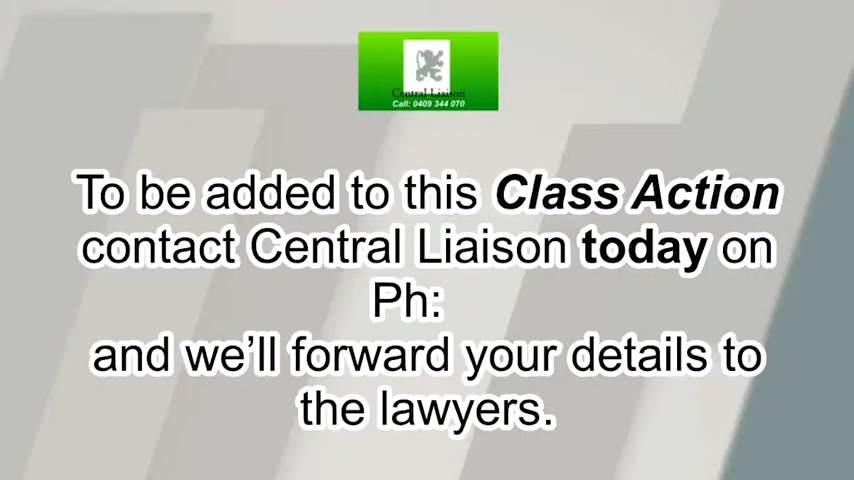 Central Liaison
Call: 0409 344 070
To be added to this Class Action
contact Central Liaison today on
Ph:
and we'll forward your details to
the lawyers.